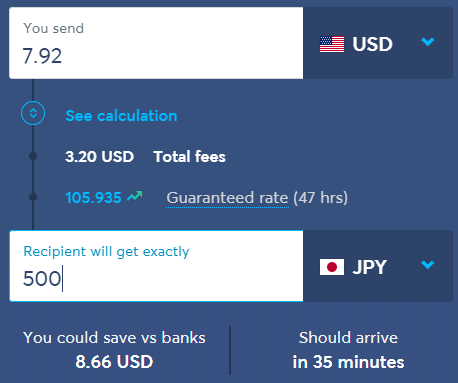 You send
7.92
USD
See calculation
3.20 USD Total fees
105.935 Guaranteed rate (47 hrs)
Recipient will get exactly
500
JPY
You could save vs banks
8.66 USD
Should arrive
in 35 minutes